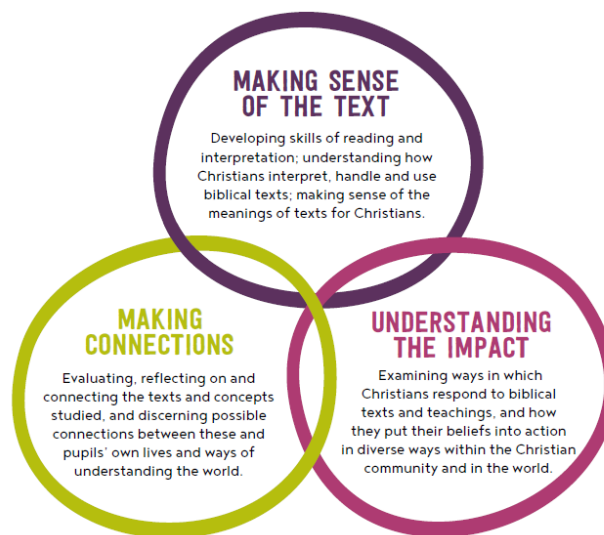 MAKING SENSE
OF THE TEXT
Developing skills of reading and
interpretation; understanding how
Christians interpret, handle and use
biblical texts; making sense of the
meanings of texts for Christians.
MAKING
CONNECTIONS
Evaluating, reflecting on and
connecting the texts and concepts
studied, and discerning possible
connections between these and
pupils' own lives and ways of
understanding the world.
UNDERSTANDING
THE IMPACT
Examining ways in which
Christians respond to biblical
texts and teachings, and how
they put their beliefs into action
in diverse ways within the Christian
community and in the world.